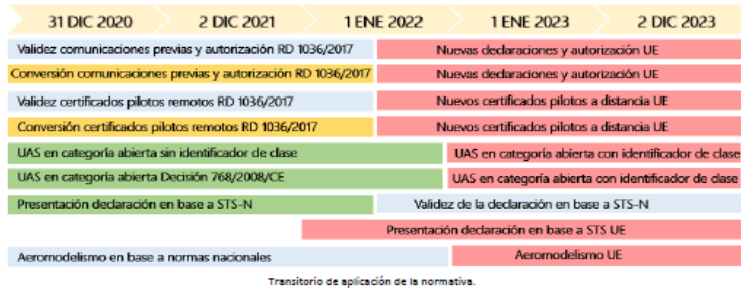 31 DIC 2020 2 DIC 2021 1 ENE 2022 1 ENE 2023 2 DIC 2023
Validez comunicaciones previas y autorización RD 1036/2017 Nuevas declaraciones y autorización UE
Conversión comunicaciones previas y autorización RD 1036/2017 Nuevas declaraciones y autorización UE
Validez certificados pilotos remotos RD 1036/2017 Nuevos certificados pilotos a distancia UE
Conversión certificados pilotos remotos RD 1036/2017 Nuevos certificados pilotos a distancia UE
UAS en categoría abierta sin identificador de clase UAS en categoría abierta con identificador de clase
UAS en categoría abierta Decisión 768/2008/CE UAS en categoría abierta con identificador de clase
Presentación declaración en base a STS-N Validez de la declaración en base a STS-N
Presentación declaración en base a STS UE
Aeromodelismo en base a normas nacionales Aeromodelismo UE
Transitorio de aplicación de la normativa.